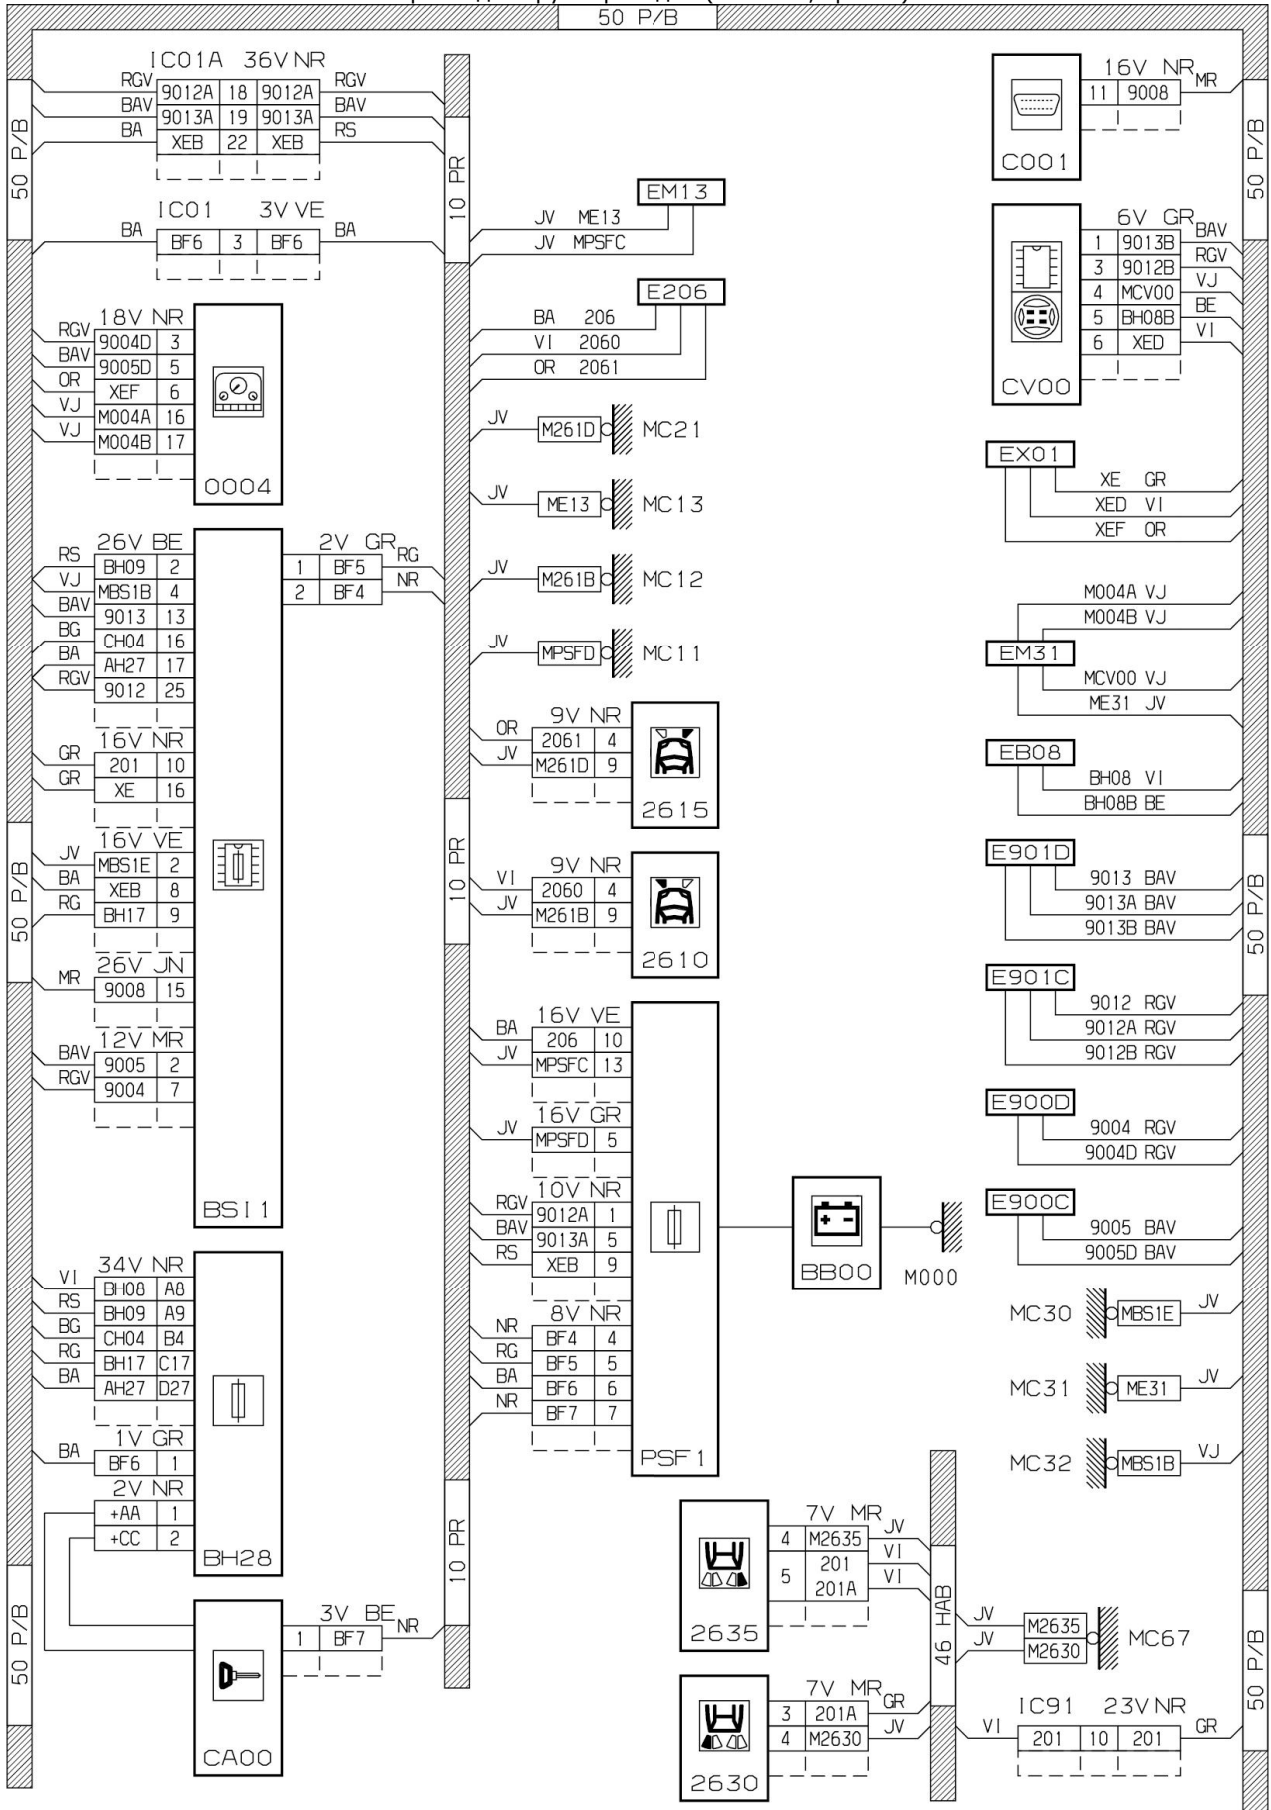 50 P/B
IC01A 36V NR
RGV 9012A 18 9012A RGV
BAV 9013A 19 9013A BAV
BA XEB 22 XEB RS
50 P/B
10 PR
IC01 3V VE
BA BF6 3 BF6 BA
18V NR
RGV 9004D 3
BAV 9005D 5
OR XEF 6
VJ M004A 16
VJ M004B 17
0004
26V BE
RS BH09 2
VJ MBS1B 4
BAV 9013 13
BG CH04 16
BA AH27 17
RGV 9012 25
2V GR
1 BF5 RG
2 BF4 NR
16V NR
GR 201 10
GR XE 16
16V VE
JV MBS1E 2
BA XEB 8
RG BH17 9
50 P/B
26V JN
MR 9008 15
12V MR
BAV 9005 2
RGV 9004 7
BSI1
34V NR
VI BH08 A8
RS BH09 A9
BG CH04 B4
RG BH17 C17
BA AH27 D27
1V GR
BA BF6 1
2V NR
+AA 1
+CC 2
BH28
50 P/B
3V BE
1 BF7 NR
CA00
EM13
JV ME13
JV MPSFC
E206
BA 206
VI 2060
OR 2061
JV M261D MC21
JV ME13 MC13
JV M261B MC12
JV MPSFD MC11
9V NR
OR 2061 4
JV M261D 9
2615
10 PR
9V NR
VI 2060 4
JV M261B 9
2610
16V VE
BA 206 10
JV MPSFC 13
16V GR
JV MPSFD 5
10V NR
RGV 9012A 1
BAV 9013A 5
RS XEB 9
8V NR
NR BF4 4
RG BF5 5
BA BF6 6
NR BF7 7
PSF1
BB00
M000
10 PR
7V MR
4 M2635 JV
5 201 VI
201A VI
2635
46 HAB
7V MR
3 201A GR
4 M2630 JV
2630
JV M2635
JV M2630
MC67
IC91 23V NR
VI 201 10 201 GR
16V NR
11 9008 MR
C001
50 P/B
6V GR
1 9013B BAV
3 9012B RGV
4 MCV00 VJ
5 BH08B BE
6 XED VI
CV00
EX01
XE GR
XED VI
XEF OR
M004A VJ
M004B VJ
EM31
MCV00 VJ
ME31 JV
EB08
BH08 VI
BH08B BE
E901D
9013 BAV
9013A BAV
9013B BAV
50 P/B
E901C
9012 RGV
9012A RGV
9012B RGV
E900D
9004 RGV
9004D RGV
E900C
9005 BAV
9005D BAV
MC30 MBS1E JV
MC31 ME31 JV
MC32 MBS1B VJ
50 P/B